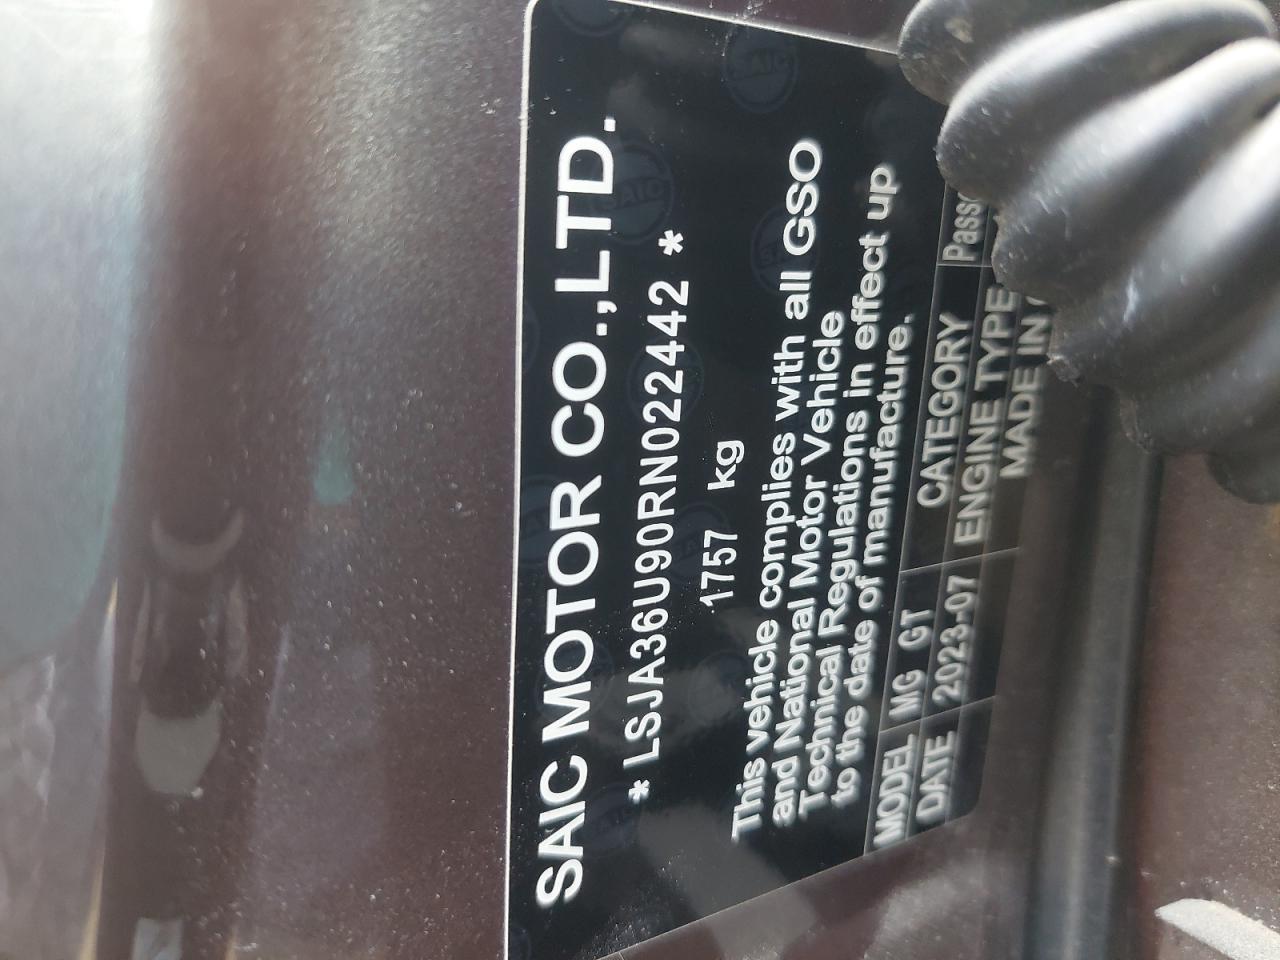 SAIC MOTOR CO.,LTD.
* LSJA36U90RN022442 *
1757 kg
This vehicle complies with all GSO
and National Motor Vehicle
Technical Regulations in effect up
to the date of manufacture.
MODEL MG GT CATEGORY
DATE 2023-07 ENGINE TYPE
MADE IN